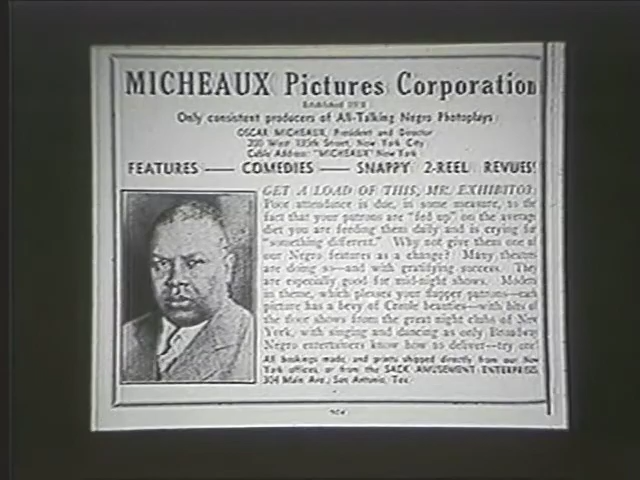 MICHEAUX Pictures Corporation
Established 1918
Only consistent producers of All-Talking Negro Photoplays
OSCAR MICHEAUX, President and Director
200 West 135th Street, New York City
Cable Address: "MICHEAUX" New York
FEATURES — COMEDIES — SNAPPY 2-REEL REVUES!
GET A LOAD OF THIS, MR. EXHIBITOR:
Poor attendance is due, in some measure, to the
fact that your patrons are "fed up" on the average
diet you are feeding them daily and is crying for
"something different." Why not give them one of
our Negro features as a change? Many theatres
are doing so—and with gratifying success. They
are especially good for mid-night shows. Modern
in theme, which pleases your flapper patrons—each
picture has a bevy of Creole beauties—with bits of
the floor shows from the great night clubs of New
York, with singing and dancing as only Broadway
Negro entertainers know how to deliver—try one!
All bookings made and prints shipped directly from our New
York offices, or from the SACK AMUSEMENT ENTERPRISES
304 Main Ave., San Antonio, Tex.